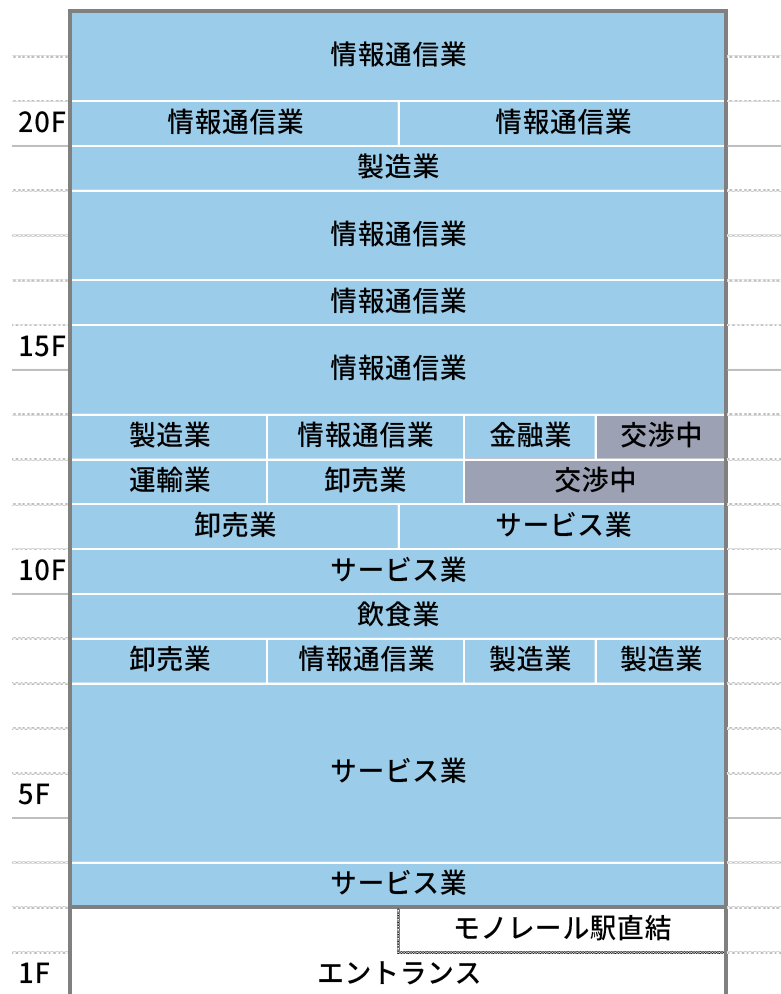 情報通信業
20F
情報通信業 情報通信業
製造業
情報通信業
情報通信業
15F
情報通信業
製造業 情報通信業 金融業 交渉中
運輸業 卸売業 交渉中
卸売業 サービス業
10F
サービス業
飲食業
卸売業 情報通信業 製造業 製造業
サービス業
5F
サービス業
モノレール駅直結
1F
エントランス